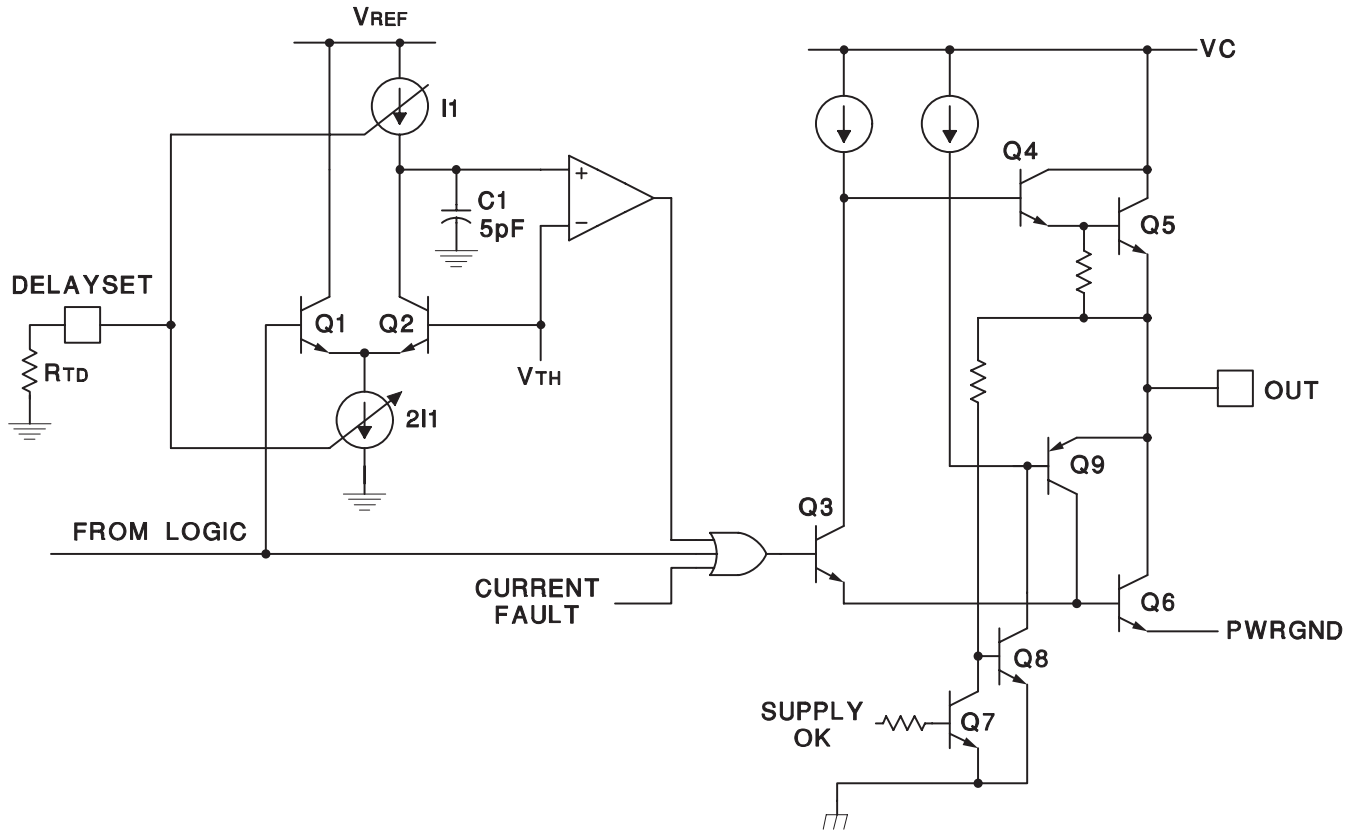 VREF
VC
I1
Q4
C1
5pF
Q5
DELAYSET
Q1
Q2
RTD
VTH
OUT
2I1
Q9
Q3
FROM LOGIC
CURRENT
FAULT
Q6
PWRGND
Q8
SUPPLY
OK
Q7
+
−